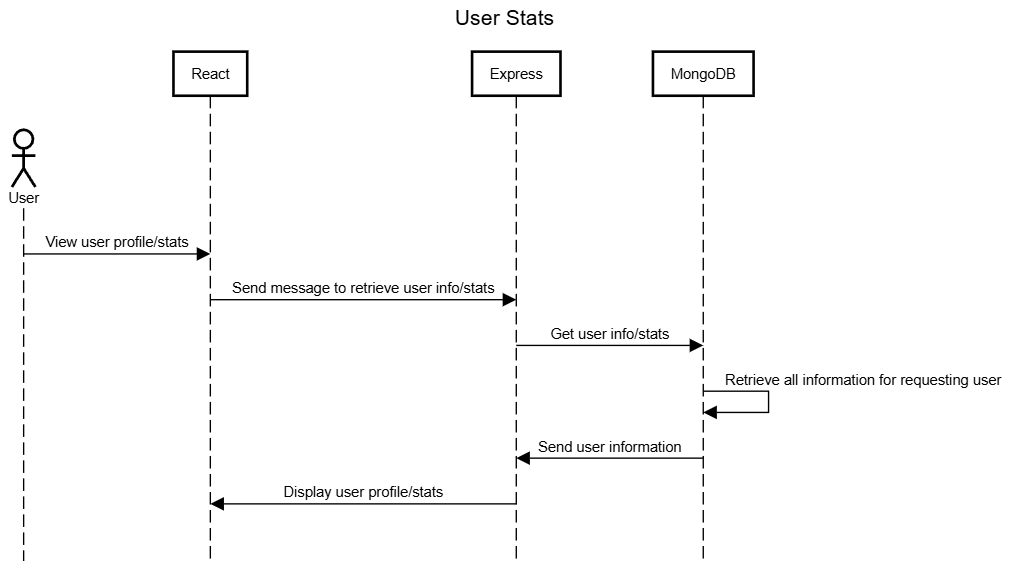 User Stats
React
Express
MongoDB
User
View user profile/stats
Send message to retrieve user info/stats
Get user info/stats
Retrieve all information for requesting user
Send user information
Display user profile/stats